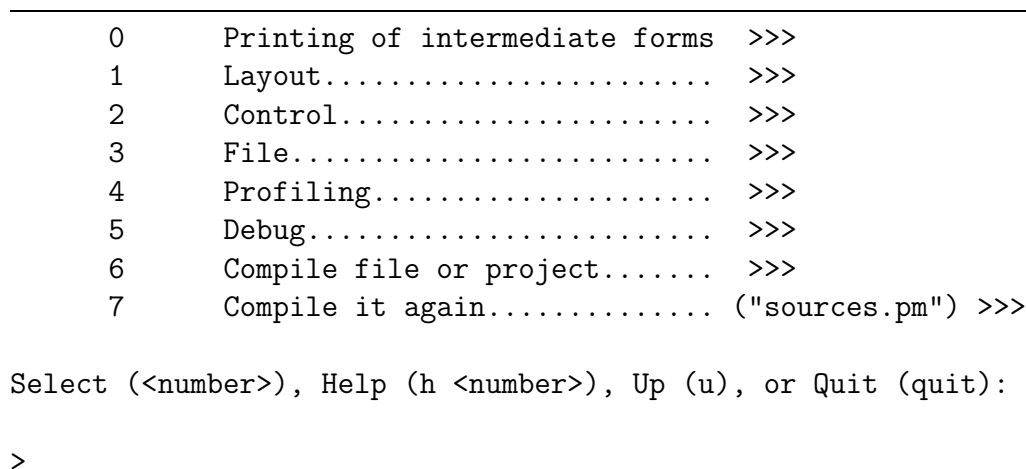 0 Printing of intermediate forms >>>
1 Layout........................ >>>
2 Control....................... >>>
3 File.......................... >>>
4 Profiling..................... >>>
5 Debug......................... >>>
6 Compile file or project....... >>>
7 Compile it again.............. ("sources.pm") >>>
Select (<number>), Help (h <number>), Up (u), or Quit (quit):
>